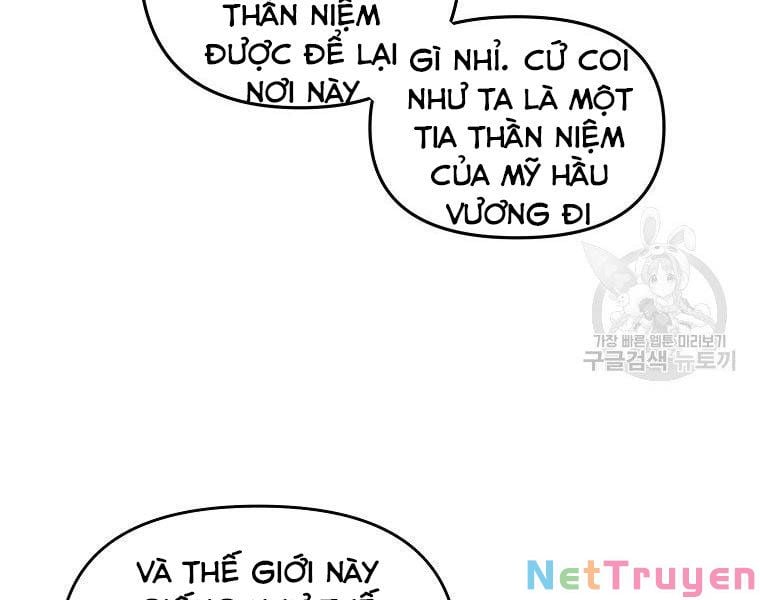 THẦN NIỆM
ĐƯỢC ĐỂ LẠI
NƠI NÀY
GÌ NHỈ. CỨ COI
NHƯ TA LÀ MỘT
TIA THẦN NIỆM
CỦA MỸ HẦU
VƯƠNG ĐI
가장 빠른 웹툰 미리보기
구글검색 뉴토끼
VÀ THẾ GIỚI NÀY
NetTruyen